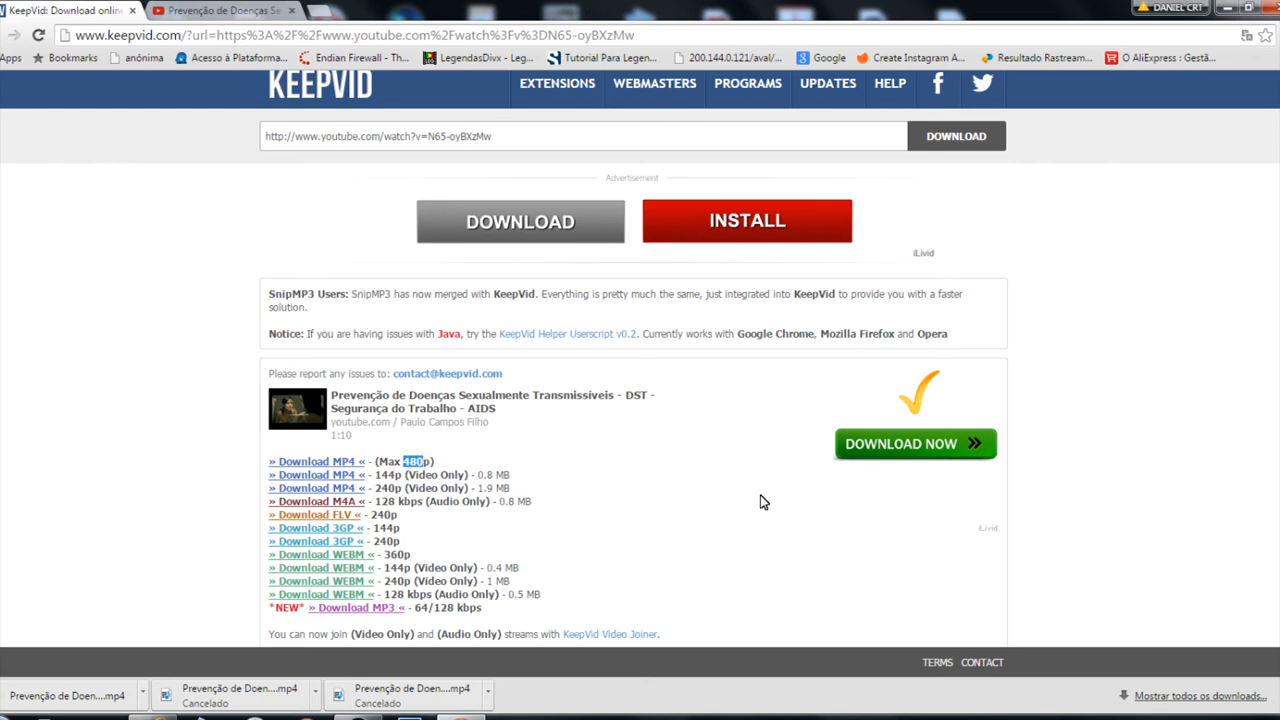 KeepVid: Download online
Prevenção de Doenças Se
DANIEL CRT
www.keepvid.com/?url=https%3A%2F%2Fwww.youtube.com%2Fwatch%3Fv%3DN65-oyBXzMw
Apps
Bookmarks
anónima
Acesso à Plataforma...
Endian Firewall - Th...
LegendasDivx - Leg...
Tutorial Para Legen...
200.144.0.121/aval/...
Google
Create Instagram A...
Resultado Rastream...
O AliExpress : Gestã...
KEEPVID
EXTENSIONS
WEBMASTERS
PROGRAMS
UPDATES
HELP
http://www.youtube.com/watch?v=N65-oyBXzMw
DOWNLOAD
Advertisement
DOWNLOAD
INSTALL
iLivid
SnipMP3 Users: SnipMP3 has now merged with KeepVid. Everything is pretty much the same, just integrated into KeepVid to provide you with a faster
solution.
Notice: If you are having issues with Java, try the KeepVid Helper Userscript v0.2. Currently works with Google Chrome, Mozilla Firefox and Opera
Please report any issues to: contact@keepvid.com
Prevenção de Doenças Sexualmente Transmissíveis - DST -
Segurança do Trabalho - AIDS
youtube.com / Paulo Campos Filho
1:10
DOWNLOAD NOW »
» Download MP4 « - (Max 480p)
» Download MP4 « - 144p (Video Only) - 0.8 MB
» Download MP4 « - 240p (Video Only) - 1.9 MB
» Download M4A « - 128 kbps (Audio Only) - 0.8 MB
» Download FLV « - 240p
» Download 3GP « - 144p
iLivid
» Download 3GP « - 240p
» Download WEBM « - 360p
» Download WEBM « - 144p (Video Only) - 0.4 MB
» Download WEBM « - 240p (Video Only) - 1 MB
» Download WEBM « - 128 kbps (Audio Only) - 0.5 MB
*NEW* » Download MP3 « - 64/128 kbps
You can now join (Video Only) and (Audio Only) streams with KeepVid Video Joiner.
TERMS
CONTACT
Prevenção de Doen....mp4
Prevenção de Doen....mp4
Cancelado
Prevenção de Doen....mp4
Cancelado
Mostrar todos os downloads...